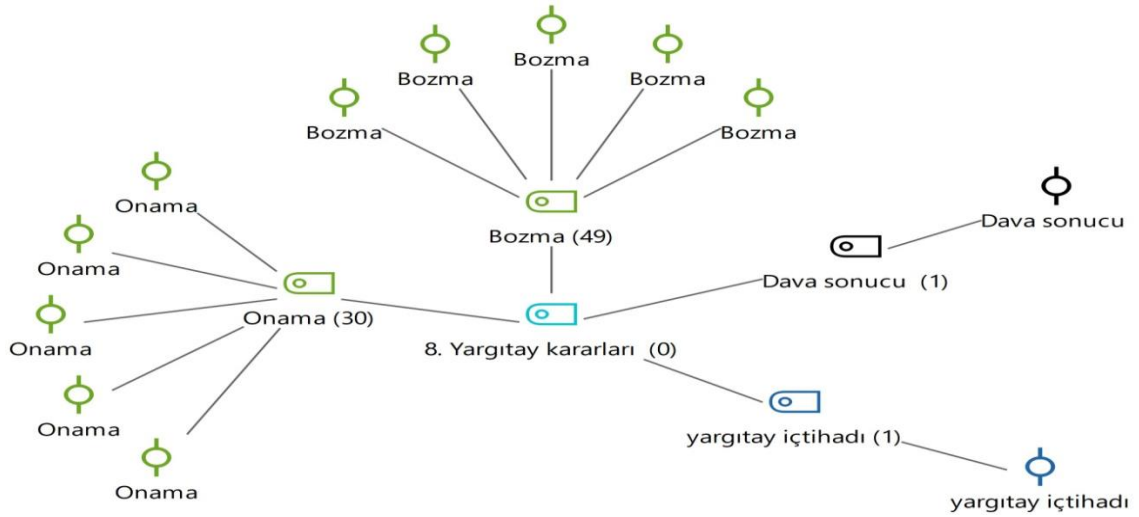 Bozma
Bozma
Bozma
Bozma
Bozma
Onama
Bozma (49)
Dava sonucu
Onama
Dava sonucu (1)
Onama (30)
Onama
8. Yargıtay kararları (0)
Onama
yargıtay içtihadı (1)
Onama
yargıtay içtihadı